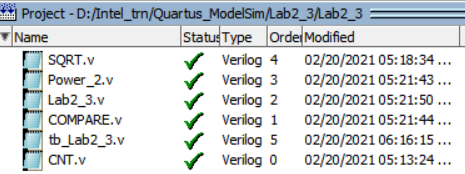 Project - D:/Intel_trn/Quartus_ModelSim/Lab2_3/Lab2_3
Name Status Type Order Modified
SQRT.v Verilog 4 02/20/2021 05:18:34 ...
Power_2.v Verilog 3 02/20/2021 05:21:43 ...
Lab2_3.v Verilog 2 02/20/2021 05:21:50 ...
COMPARE.v Verilog 1 02/20/2021 05:21:44 ...
tb_Lab2_3.v Verilog 5 02/20/2021 06:16:15 ...
CNT.v Verilog 0 02/20/2021 05:13:24 ...